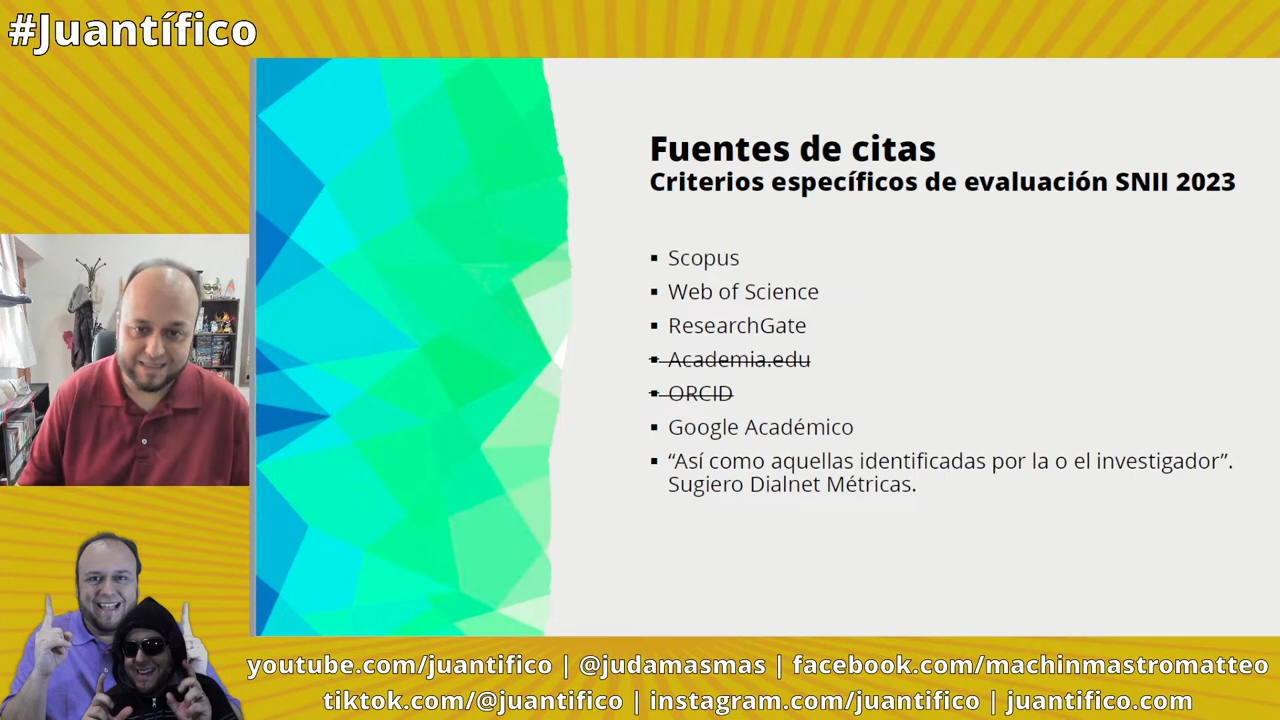 #Juantífico
Fuentes de citas
Criterios específicos de evaluación SNII 2023
▪ Scopus
▪ Web of Science
▪ ResearchGate
▪ Academia.edu
▪ ORCID
▪ Google Académico
▪ “Así como aquellas identificadas por la o el investigador”.
Sugiero Dialnet Métricas.
youtube.com/juantifico | @judamasmas | facebook.com/machinmastromatteo
tiktok.com/@juantifico | instagram.com/juantifico | juantifico.com